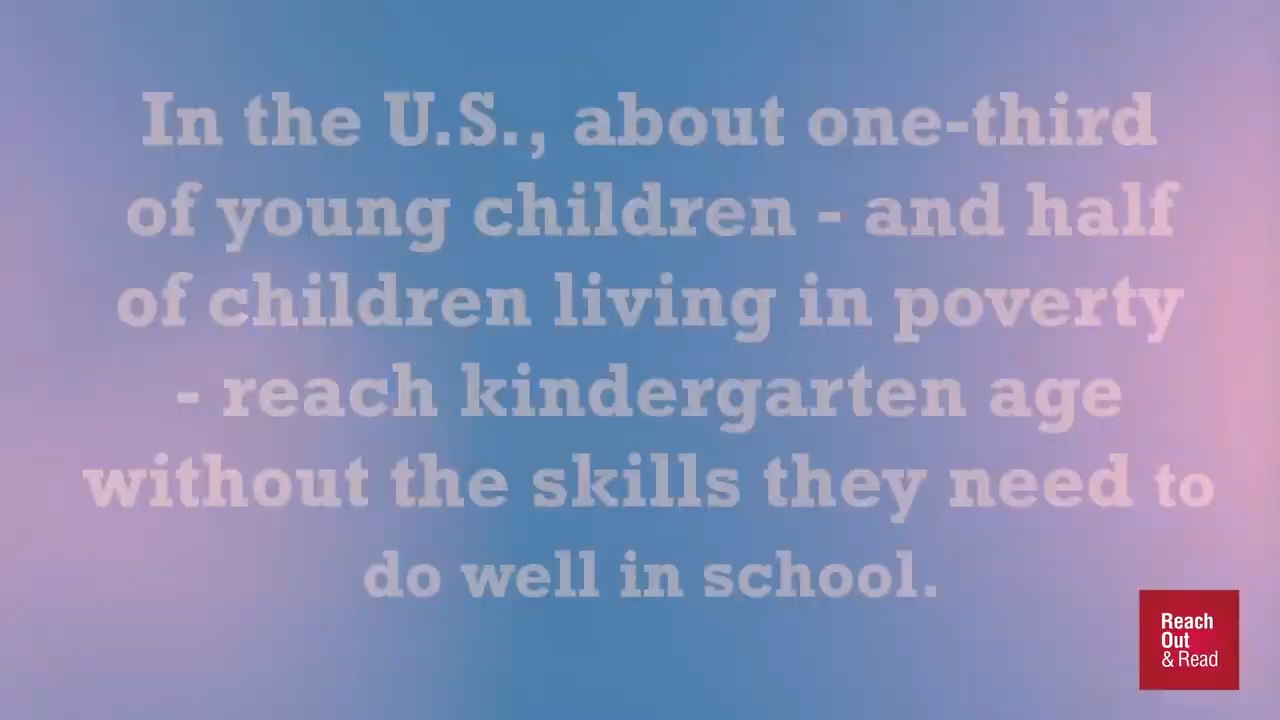 In the U.S., about one-third
of young children - and half
of children living in poverty
- reach kindergarten age
without the skills they need to
do well in school.
Reach
Out
& Read